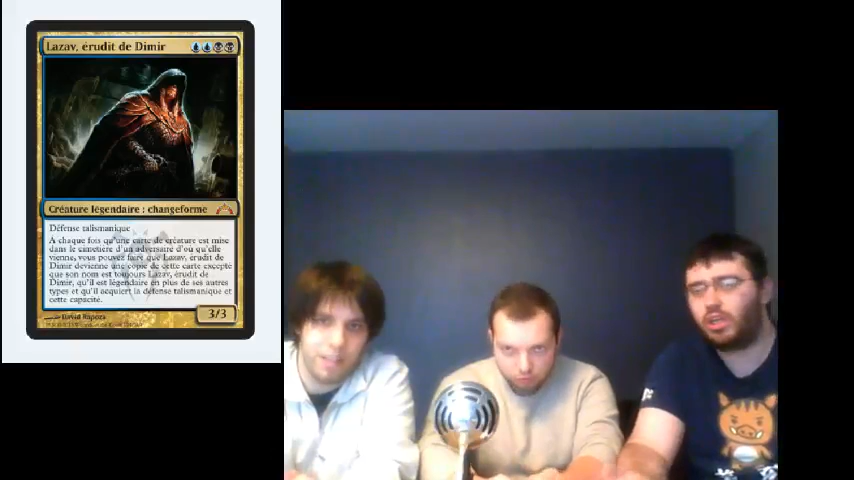 Lazav, érudit de Dimir
Créature légendaire : changeforme
Défense talismanique
À chaque fois qu'une carte de créature est mise
dans le cimetière d'un adversaire d'où qu'elle
vienne, vous pouvez faire que Lazav, érudit de
Dimir devienne une copie de cette carte excepté
que son nom est toujours Lazav, érudit de
Dimir, qu'il est légendaire en plus de ses autres
types et qu'il acquiert la défense talismanique et
cette capacité.
3/3
David Rapoza